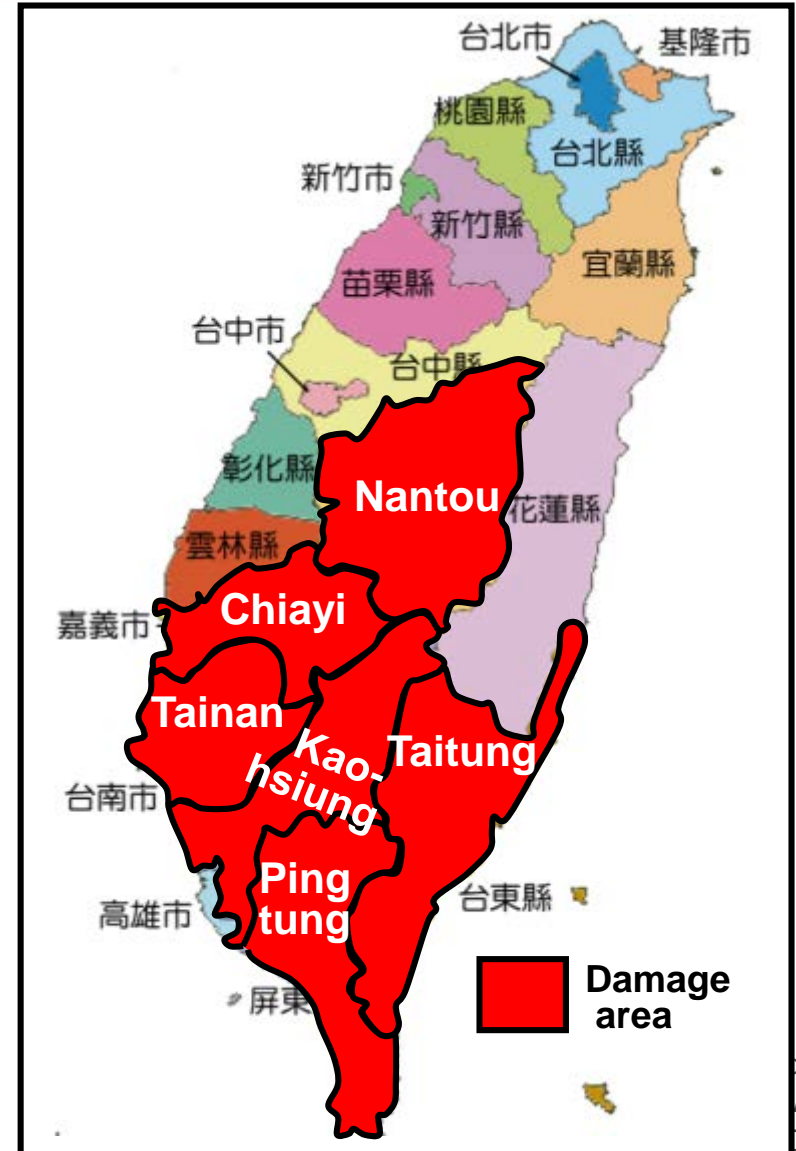 台北市
基隆市
桃園縣
台北縣
新竹市
新竹縣
宜蘭縣
苗栗縣
台中市
台中縣
彰化縣
Nantou
花蓮縣
雲林縣
Chiayi
嘉義市
Tainan
Kao-
hsiung
Taitung
台南市
Ping
tung
台東縣
高雄市
屏東
Damage
area